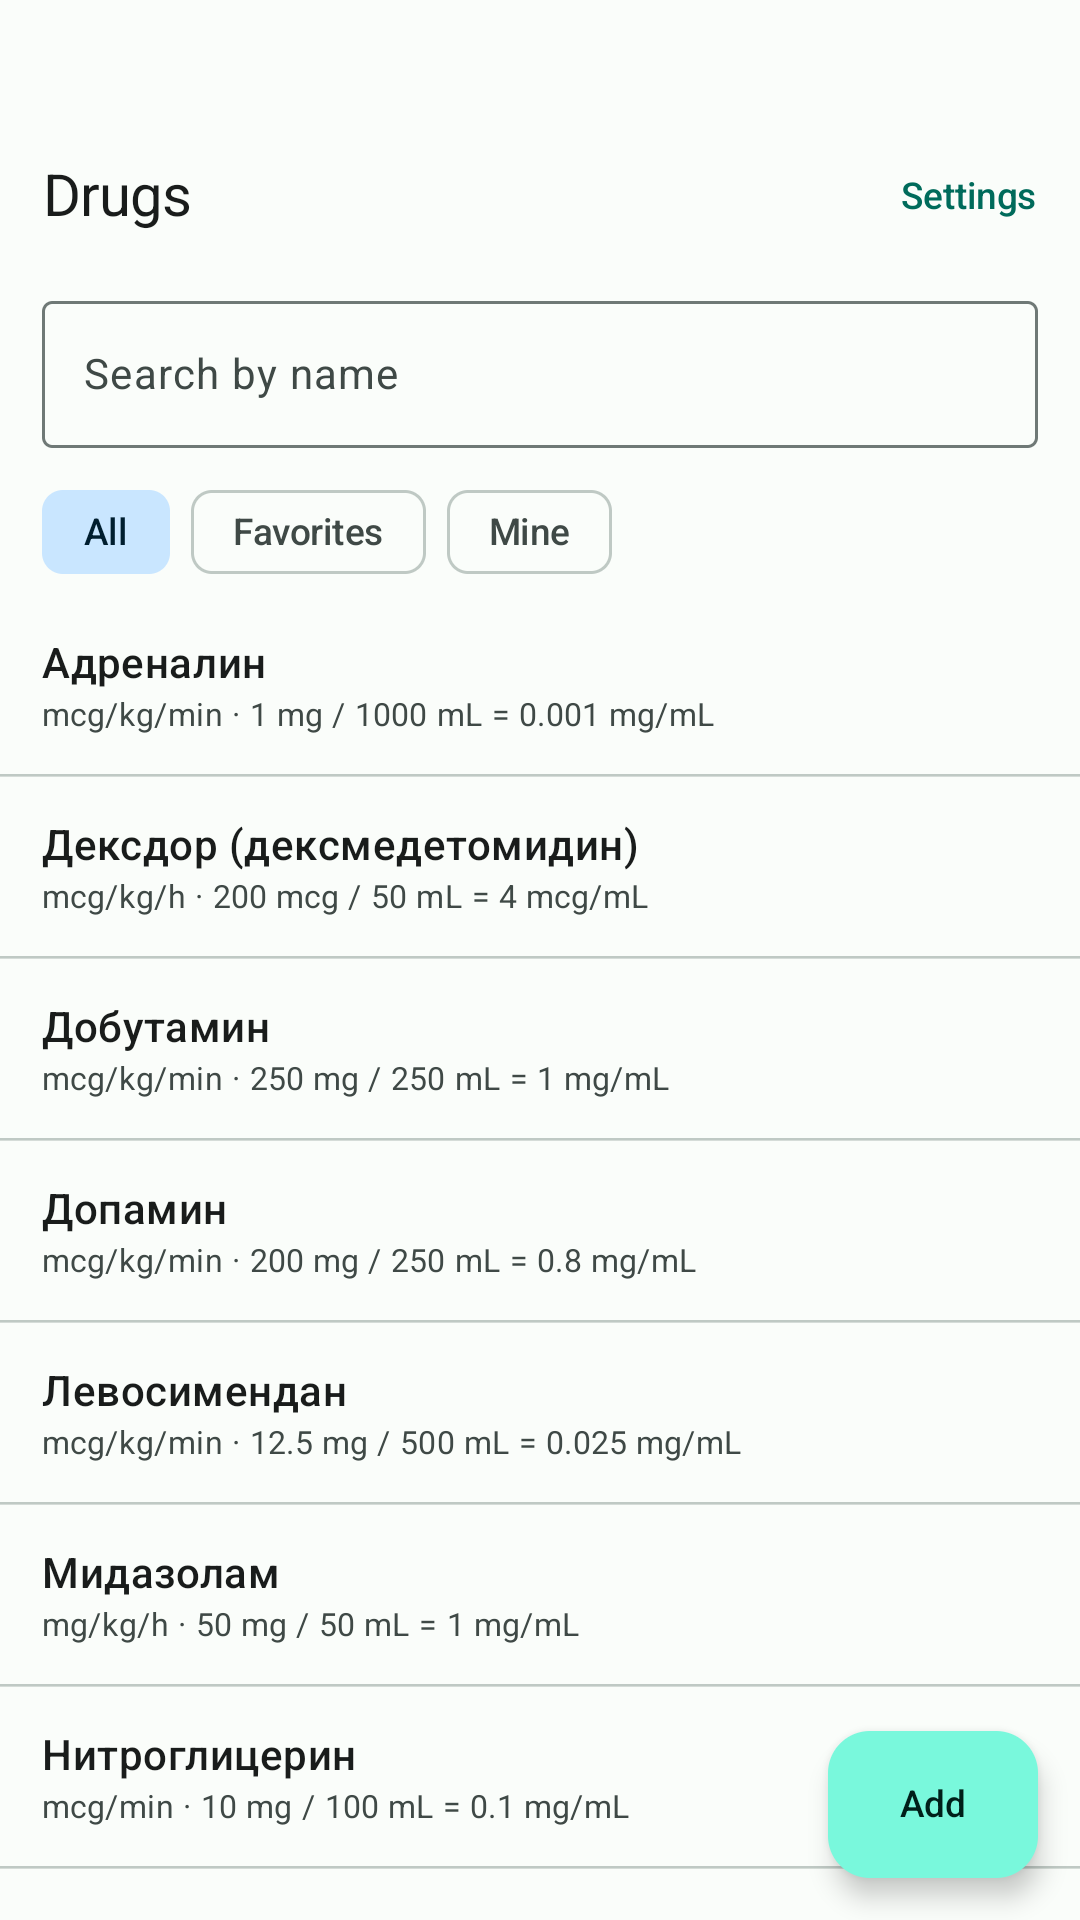 Drugs
Settings
Search by name
All
Favorites
Mine
Адреналин
mcg/kg/min · 1 mg / 1000 mL = 0.001 mg/mL
Дексдор (дексмедетомидин)
mcg/kg/h · 200 mcg / 50 mL = 4 mcg/mL
Добутамин
mcg/kg/min · 250 mg / 250 mL = 1 mg/mL
Допамин
mcg/kg/min · 200 mg / 250 mL = 0.8 mg/mL
Левосимендан
mcg/kg/min · 12.5 mg / 500 mL = 0.025 mg/mL
Мидазолам
mg/kg/h · 50 mg / 50 mL = 1 mg/mL
Нитроглицерин
mcg/min · 10 mg / 100 mL = 0.1 mg/mL
Add